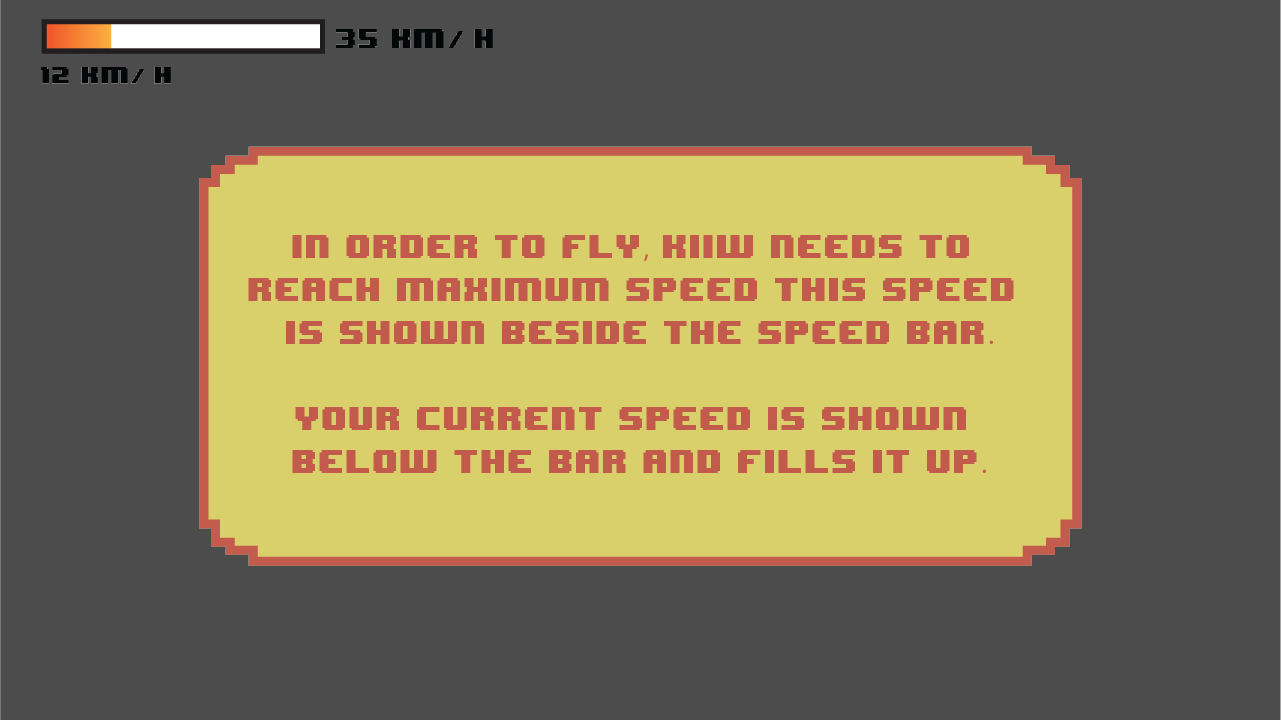 35 KM/ H
12 KM/ H
IN ORDER TO FLY, KIIW NEEDS TO
REACH MAXIMUM SPEED THIS SPEED
IS SHOWN BESIDE THE SPEED BAR.
YOUR CURRENT SPEED IS SHOWN
BELOW THE BAR AND FILLS IT UP.